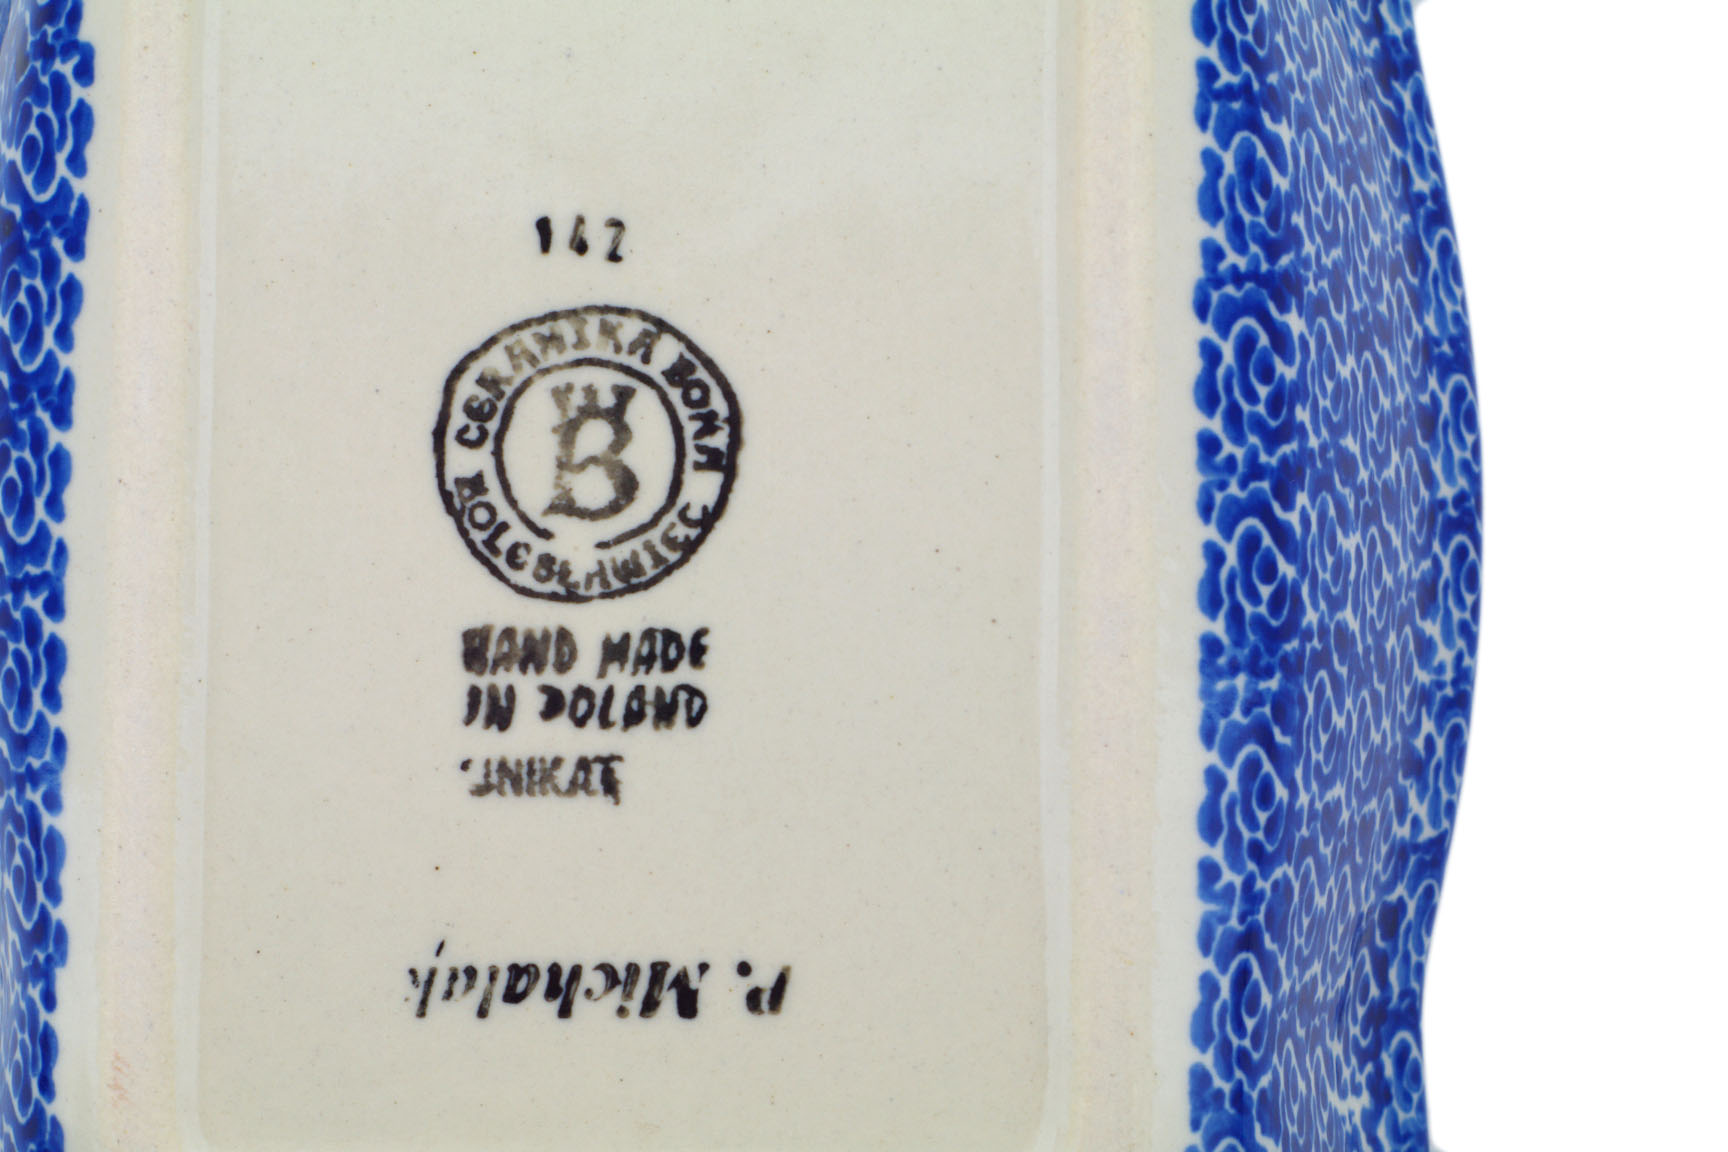 142
CERAMIKA BONA
BOLESŁAWIEC
B
HAND MADE
IN POLAND
UNIKAT
P. Michalak